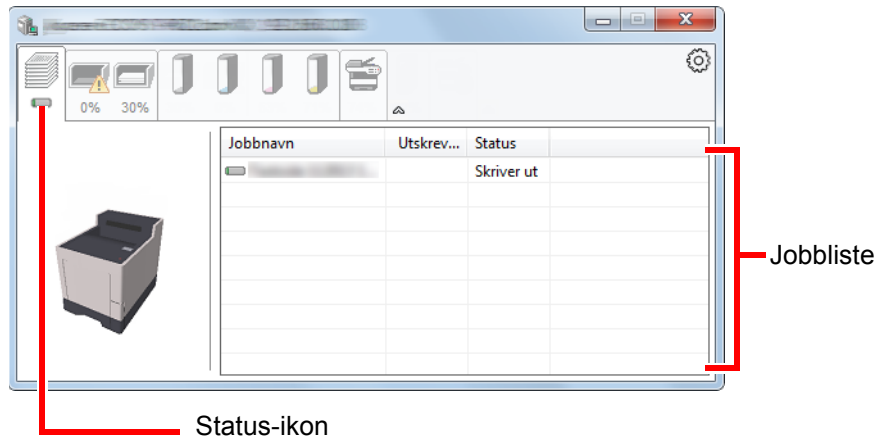 0% 30%
Jobbnavn Utskrev... Status
Skriver ut
Jobbliste
Status-ikon